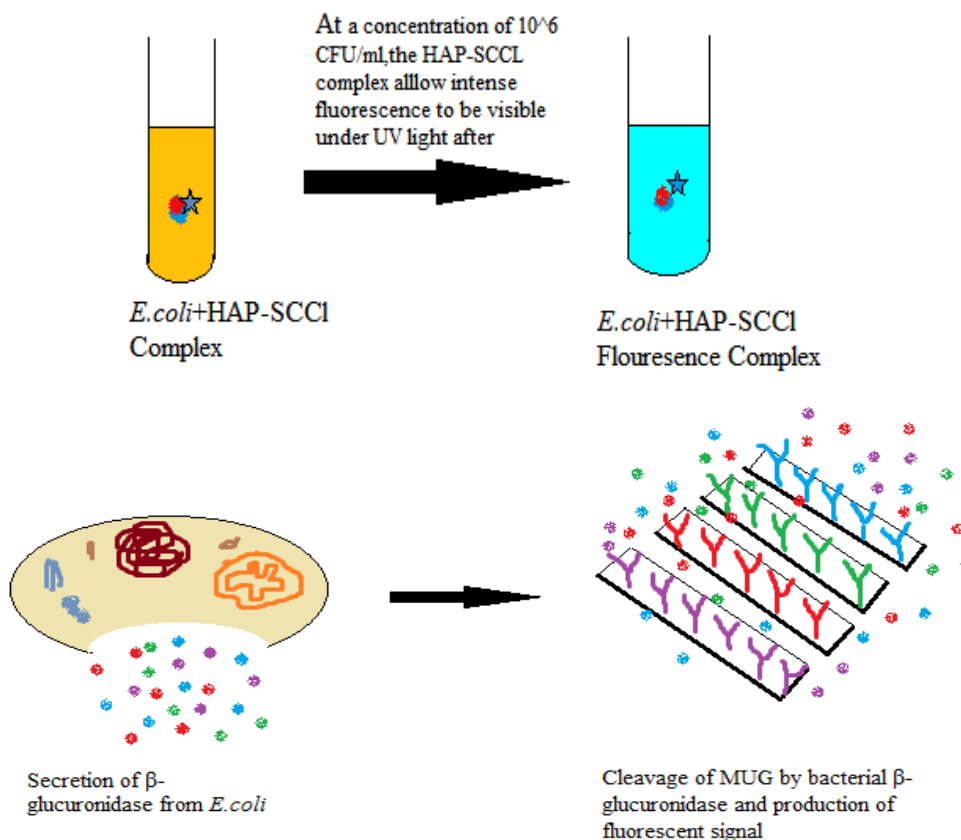 At a concentration of 10^6
CFU/ml,the HAP-SCCL
complex alllow intense
fluorescence to be visible
under UV light after
E.coli+HAP-SCCl
Complex
E.coli+HAP-SCCl
Flouresence Complex
Secretion of β-
glucuronidase from E.coli
Cleavage of MUG by bacterial β-
glucuronidase and production of
fluorescent signal